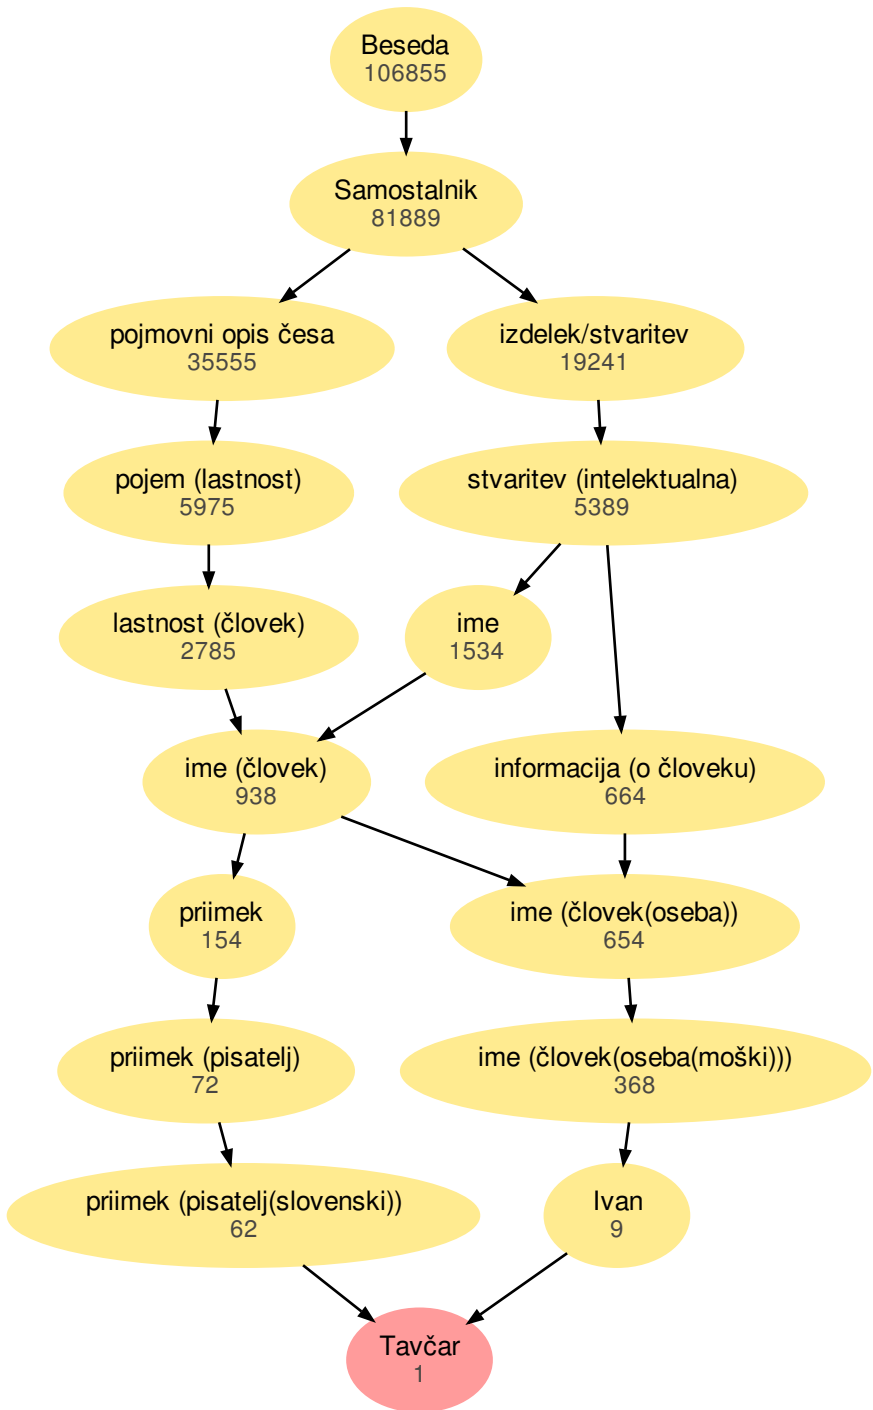 Beseda
106855
Samostalnik
81889
pojmovni opis česa
35555
izdelek/stvaritev
19241
pojem (lastnost)
5975
stvaritev (intelektualna)
5389
lastnost (človek)
2785
ime
1534
ime (človek)
938
informacija (o človeku)
664
priimek
154
ime (človek(oseba))
654
priimek (pisatelj)
72
ime (človek(oseba(moški)))
368
priimek (pisatelj(slovenski))
62
Ivan
9
Tavčar
1